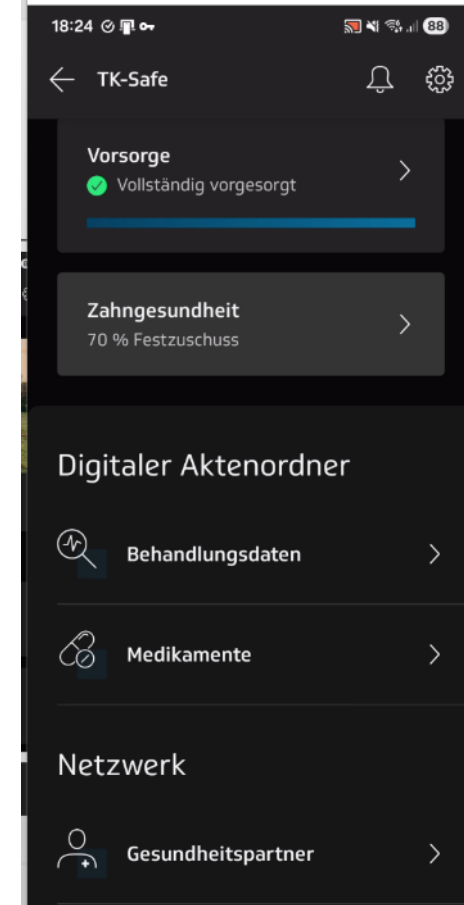 18:24
88
TK-Safe
Vorsorge
Vollständig vorgesorgt
Zahngesundheit
70 % Festzuschuss
Digitaler Aktenordner
Behandlungsdaten
Medikamente
Netzwerk
Gesundheitspartner